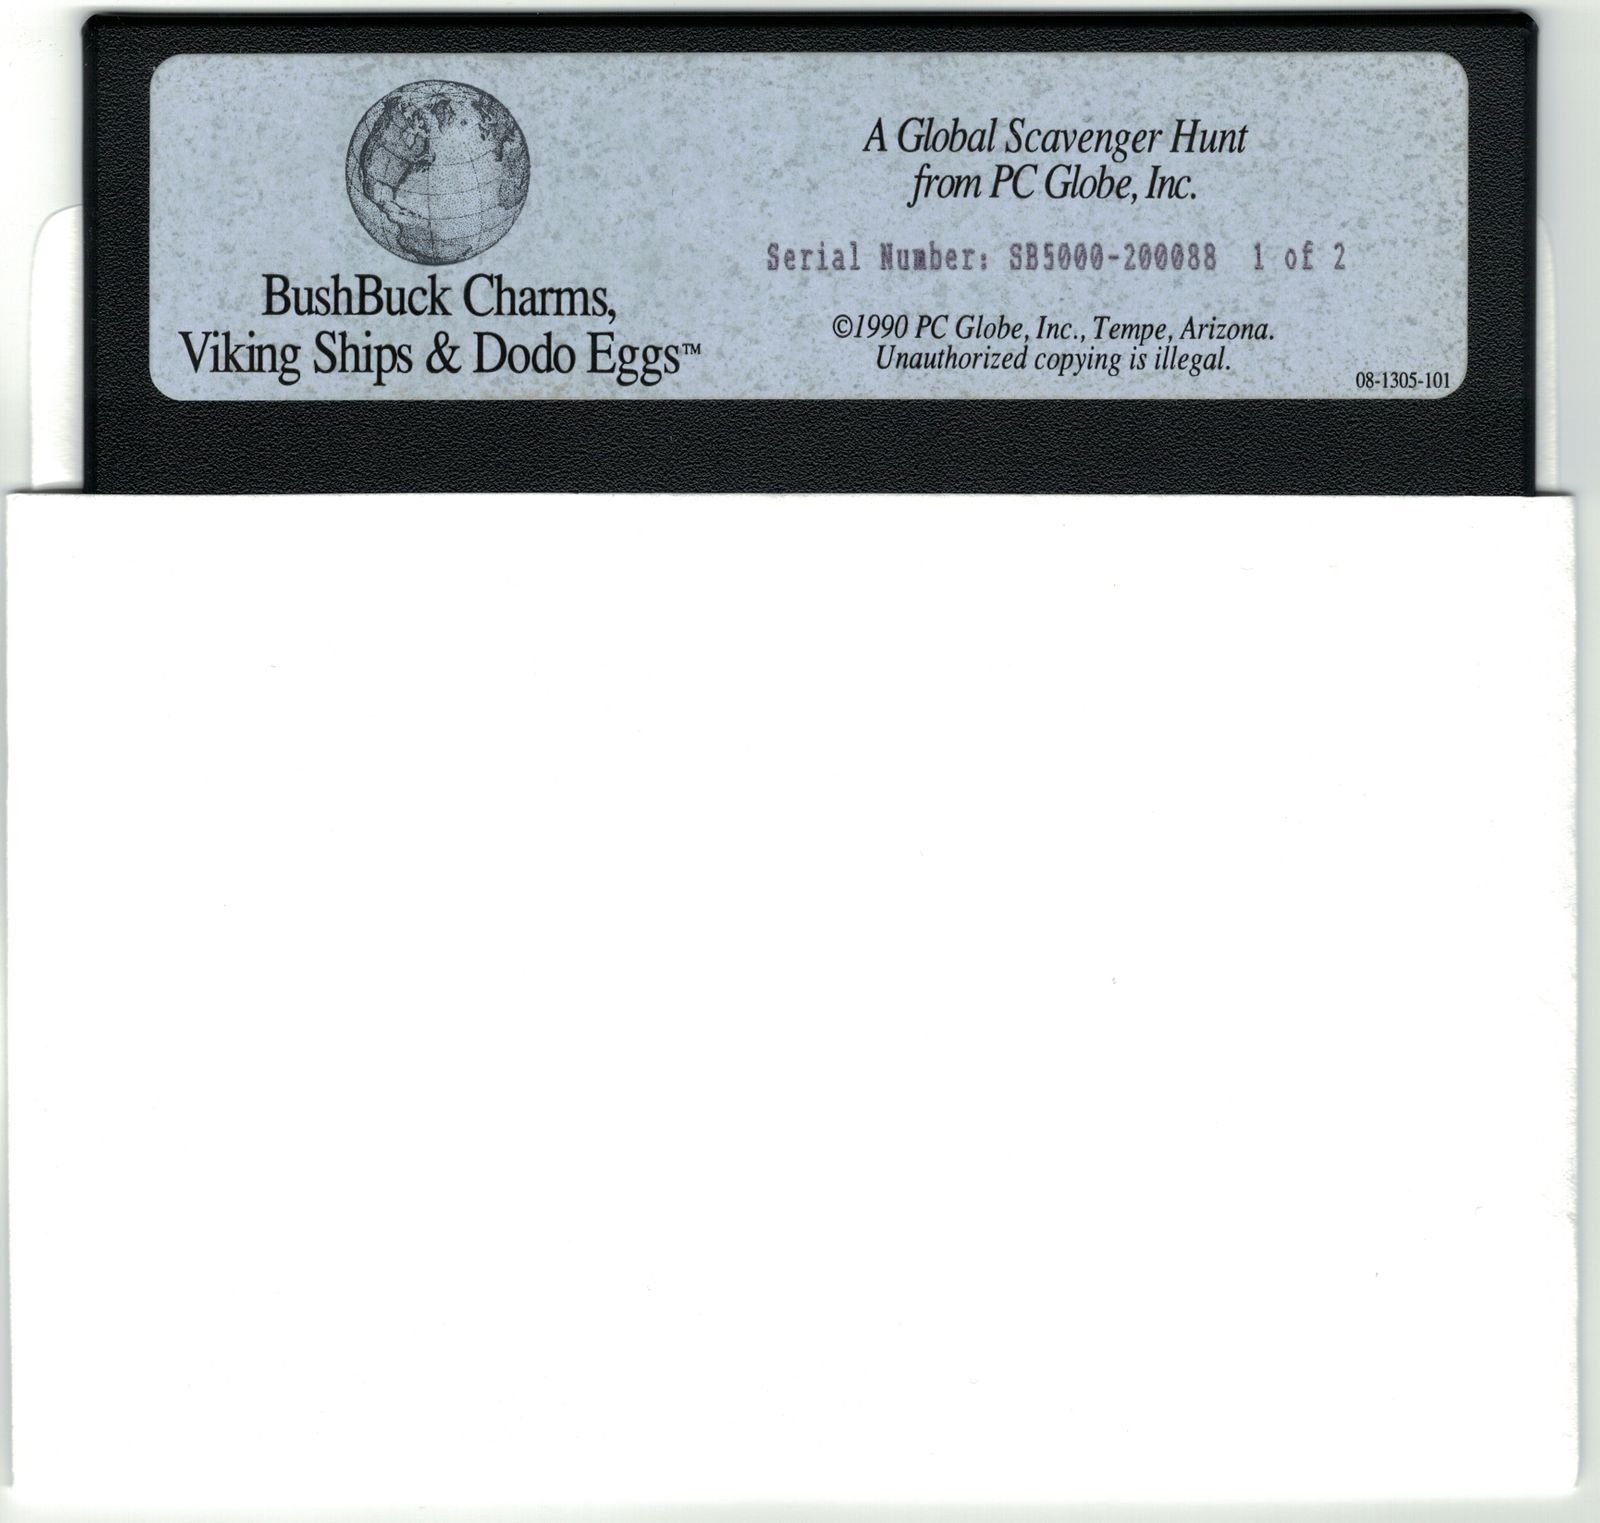 BushBuck Charms,
Viking Ships & Dodo Eggs™
A Global Scavenger Hunt
from PC Globe, Inc.
Serial Number: SB5000-200088 1 of 2
©1990 PC Globe, Inc., Tempe, Arizona.
Unauthorized copying is illegal.
08-1305-101